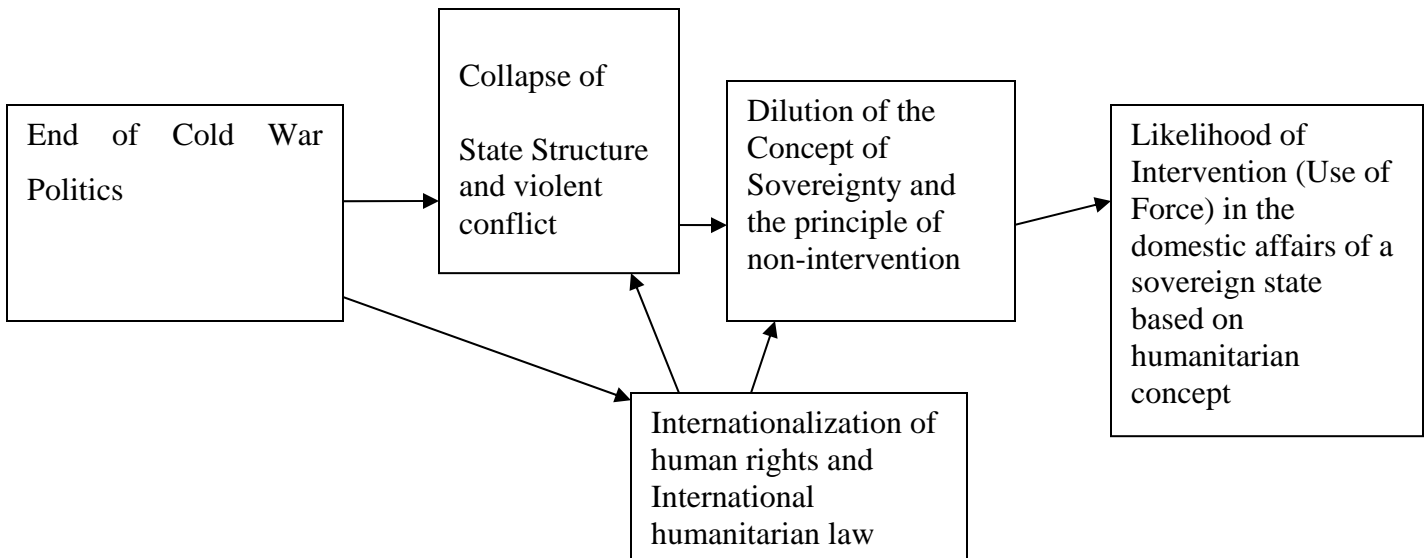 End of Cold War
Politics
Collapse of
State Structure
and violent
conflict
Dilution of the
Concept of
Sovereignty and
the principle of
non-intervention
Likelihood of
Intervention (Use of
Force) in the
domestic affairs of a
sovereign state
based on
humanitarian
concept
Internationalization of
human rights and
International
humanitarian law